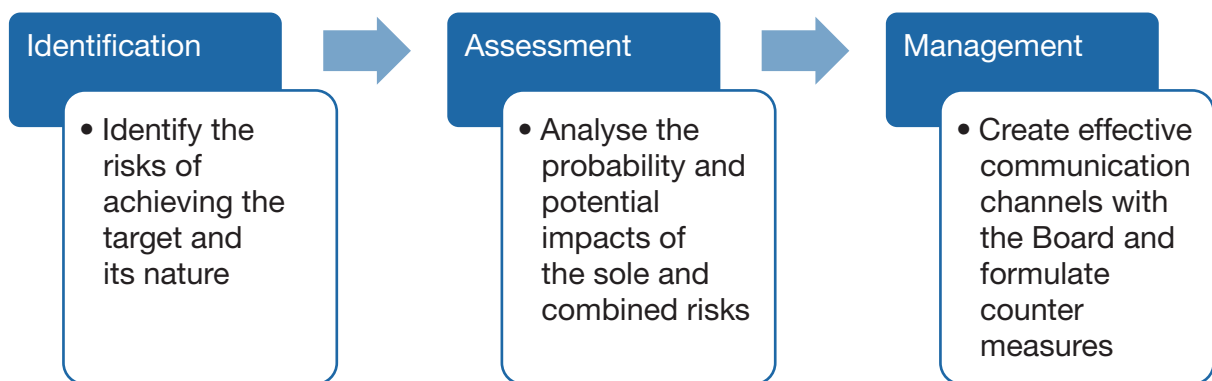 Identification
• Identify the
risks of
achieving the
target and
its nature
Assessment
• Analyse the
probability and
potential
impacts of
the sole and
combined risks
Management
• Create effective
communication
channels with
the Board and
formulate
counter
measures